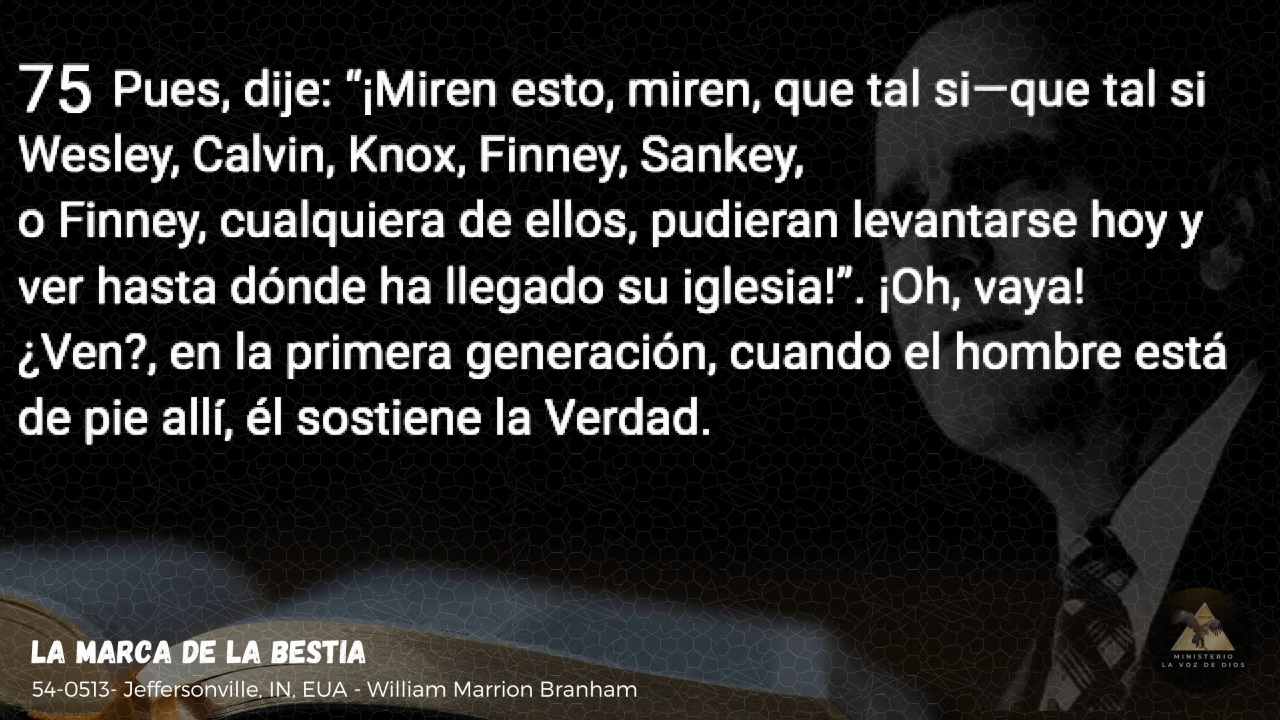 75 Pues, dije: “¡Miren esto, miren, que tal si—que tal si
Wesley, Calvin, Knox, Finney, Sankey,
o Finney, cualquiera de ellos, pudieran levantarse hoy y
ver hasta dónde ha llegado su iglesia!”. ¡Oh, vaya!
¿Ven?, en la primera generación, cuando el hombre está
de pie allí, él sostiene la Verdad.
LA MARCA DE LA BESTIA
54-0513- Jeffersonville, IN, EUA - William Marrion Branham
MINISTERIO
LA VOZ DE DIOS